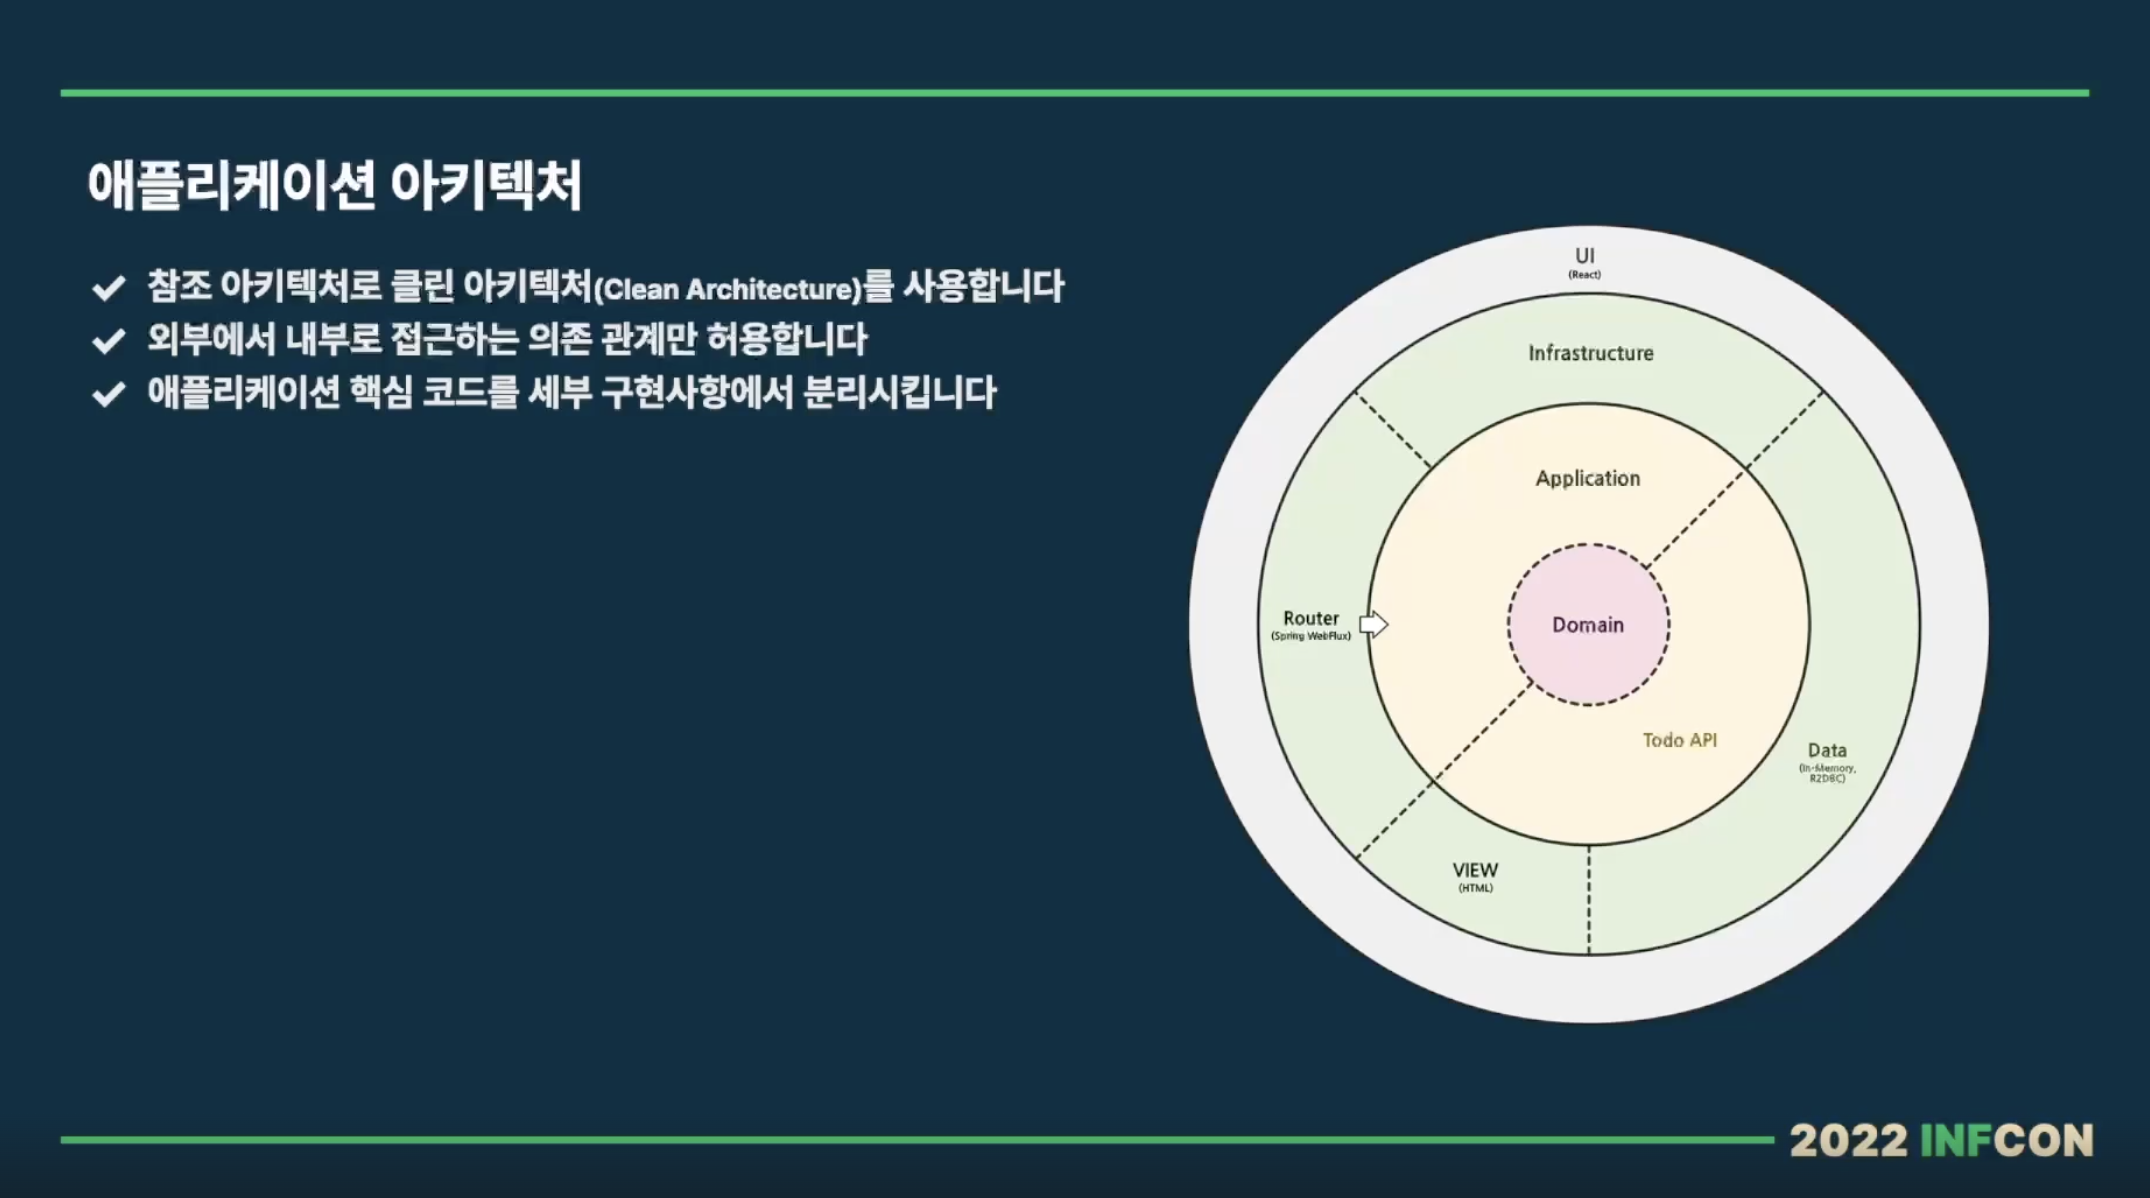 애플리케이션 아키텍처
참조 아키텍처로 클린 아키텍처(Clean Architecture)를 사용합니다
외부에서 내부로 접근하는 의존 관계만 허용합니다
애플리케이션 핵심 코드를 세부 구현사항에서 분리시킵니다
UI
(React)
Infrastructure
Application
Router
(Spring WebFlux)
Domain
Todo API
Data
(In-Memory,
R2DBC)
VIEW
(HTML)
2022 INFCON